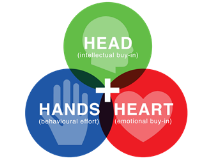 HEAD
(intellectual buy-in)
HANDS
(behavioural effort)
HEART
(emotional buy-in)